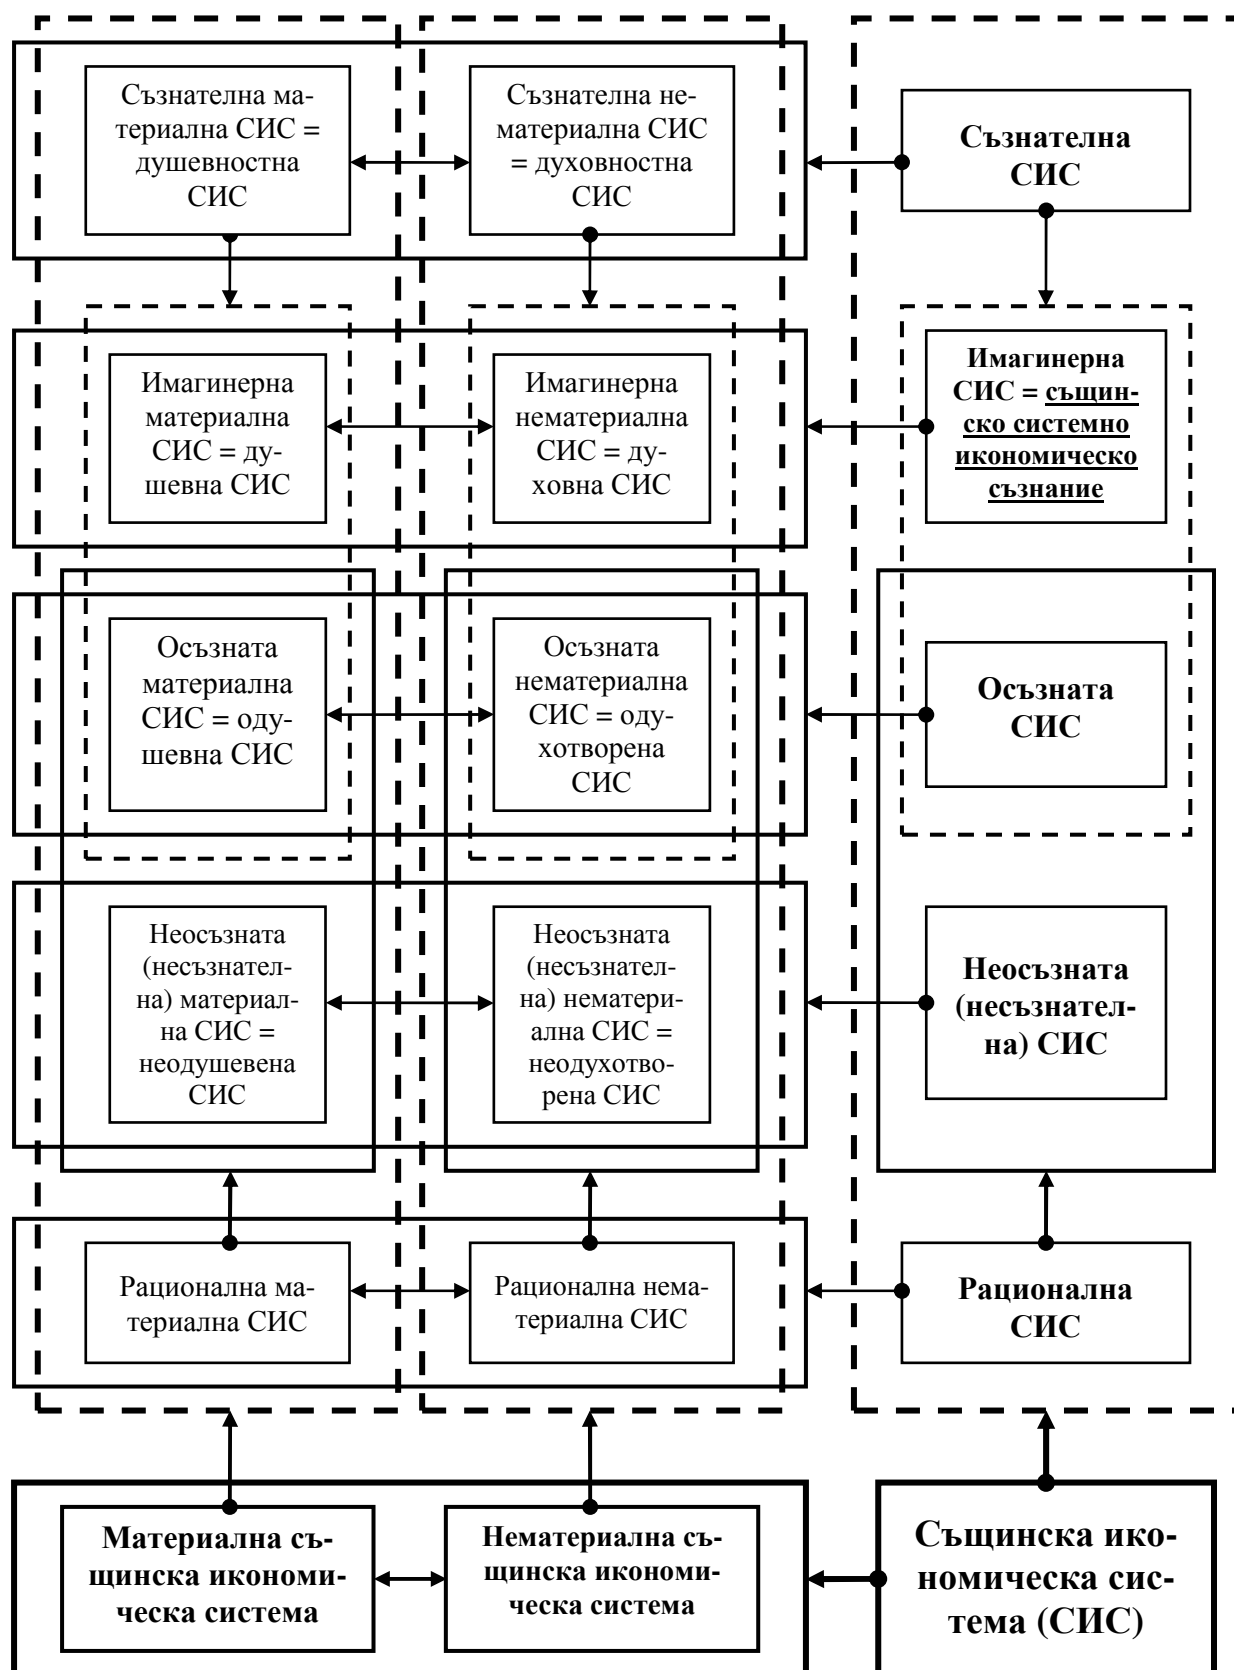 Съзнателна ма-
териална СИС =
душевностна
СИС
Съзнателна не-
материална СИС
= духовностна
СИС
Съзнателна
СИС
Имагинерна
материална
СИС = ду-
шевна СИС
Имагинерна
нематериална
СИС = ду-
ховна СИС
Имагинерна
СИС = същин-
ско системно
икономическо
съзнание
Осъзната
материална
СИС = оду-
шевна СИС
Осъзната
нематериална
СИС = оду-
хотворена
СИС
Осъзната
СИС
Неосъзната
(несъзнател-
на) материал-
на СИС =
неодушевена
СИС
Неосъзната
(несъзнател-
на) нематери-
ална СИС =
неодухотво-
рена СИС
Неосъзната
(несъзнател-
на) СИС
Рационална ма-
териална СИС
Рационална нема-
териална СИС
Рационална
СИС
Материална съ-
щинска икономи-
ческа система
Нематериална съ-
щинска икономи-
ческа система
Същинска ико-
номическа сис-
тема (СИС)